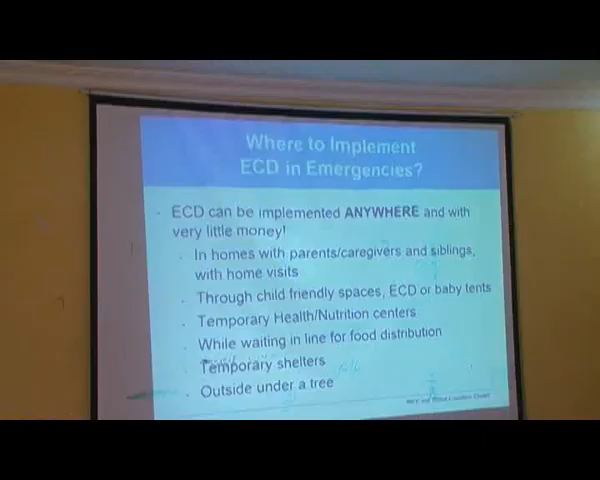 Where to Implement
ECD in Emergencies?
- ECD can be implemented ANYWHERE and with
very little money!
- In homes with parents/caregivers and siblings,
with home visits
- Through child friendly spaces, ECD or baby tents
- Temporary Health/Nutrition centers
- While waiting in line for food distribution
- Temporary shelters
- Outside under a tree